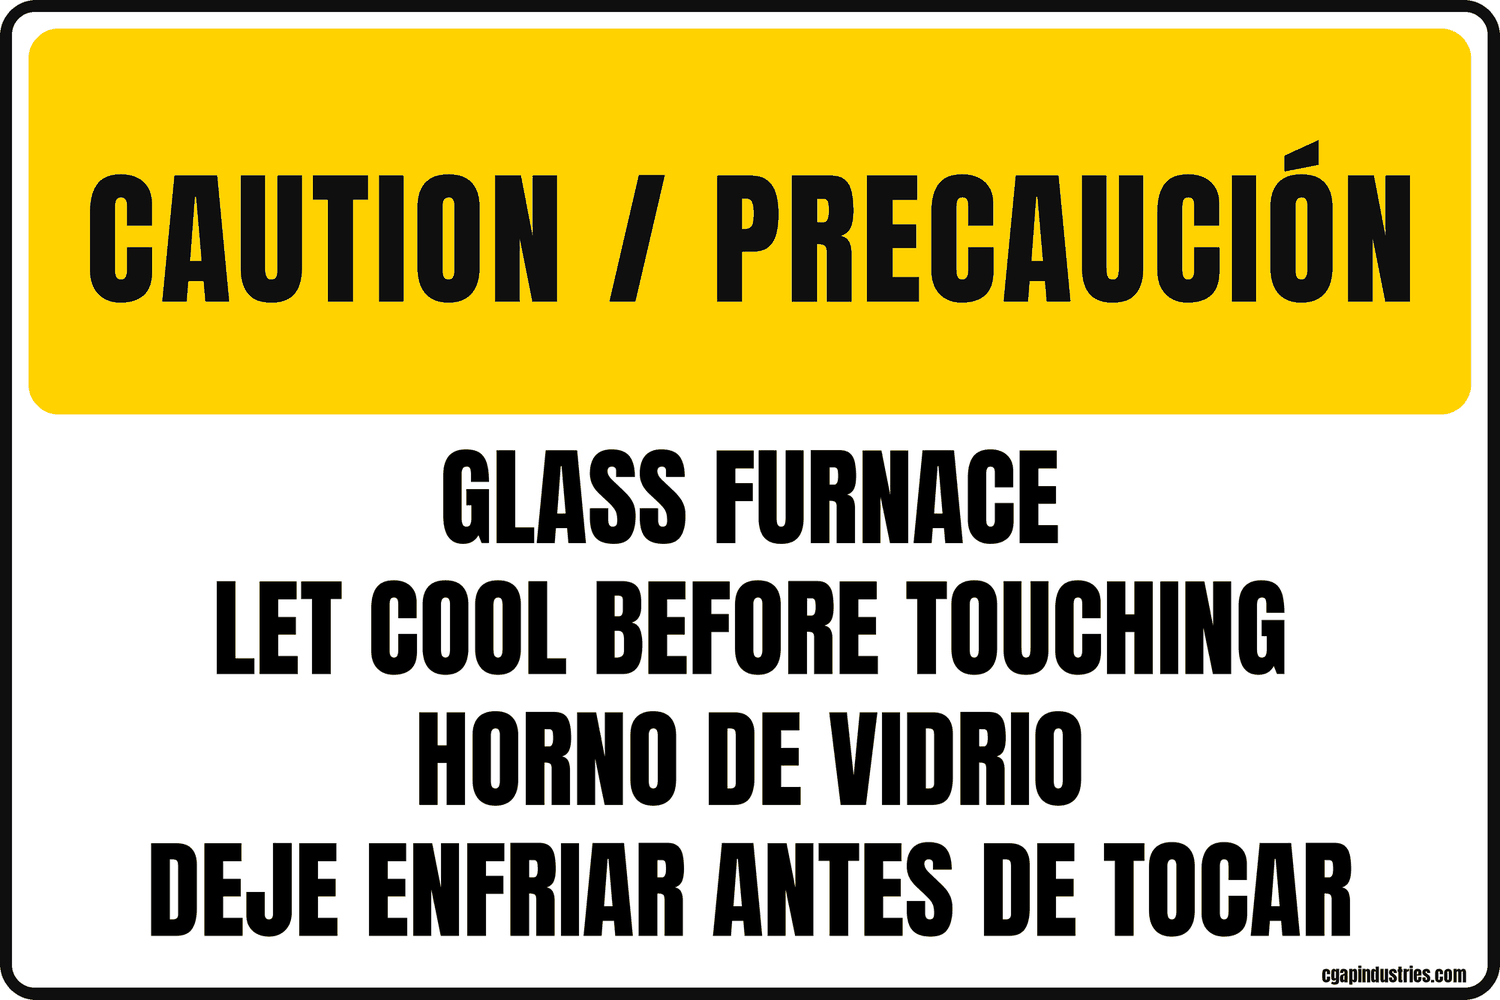 CAUTION / PRECAUCIÓN
GLASS FURNACE
LET COOL BEFORE TOUCHING
HORNO DE VIDRIO
DEJE ENFRIAR ANTES DE TOCAR
cgapindustries.com